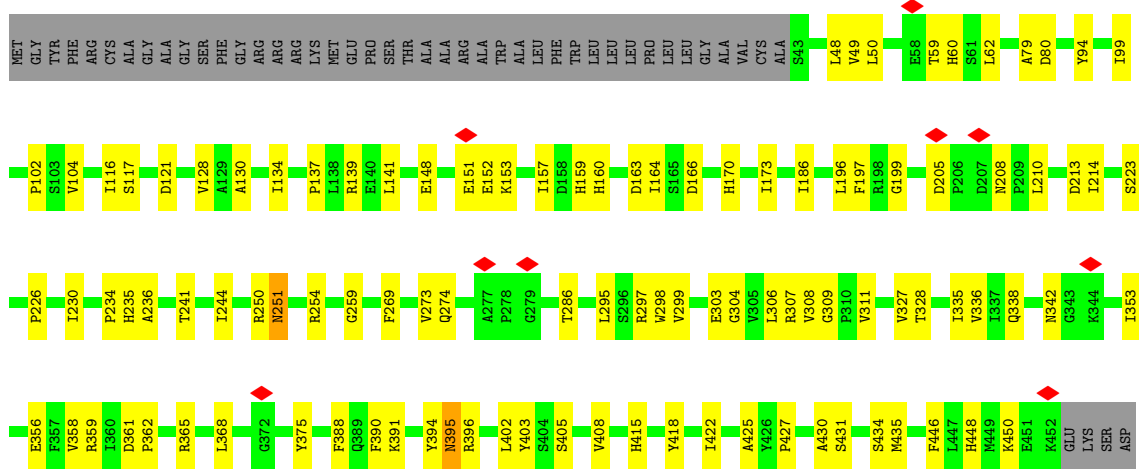 MET GLY TYR PHE ARG CYS ALA GLY ALA GLY SER PHE GLY ARG ARG ARG LYS MET GLU PRO SER THR ALA ALA ARG ALA TRP ALA LEU PHE TRP LEU LEU LEU PRO LEU LEU GLY ALA VAL CYS ALA S43 L48 V49 L50 E58 T59 H60 S61 L62 A79 D80 Y94 I99
P102 S103 V104 I116 S117 D121 V128 A129 A130 I134 P137 L138 R139 E140 L141 E148 E151 E152 K153 I157 D158 H159 H160 D163 I164 S165 D166 H170 I173 I186 L196 F197 R198 G199 D205 P206 D207 N208 P209 L210 D213 I214 S223
P226 I230 P234 H235 A236 T241 I244 R250 N251 R254 G259 F269 V273 Q274 A277 P278 G279 T286 L295 S296 R297 W298 V299 E303 G304 V305 L306 R307 V308 G309 P310 V311 V327 T328 I335 V336 I337 Q338 N342 G343 K344 I353
E356 F357 V358 R359 I360 D361 P362 R365 L368 G372 Y375 F388 Q389 F390 K391 Y394 N395 R396 L402 Y403 S404 S405 V408 H415 Y418 I422 A425 Y426 P427 A430 S431 S434 M435 F446 L447 H448 M449 K450 E451 K452 GLU LYS SER ASP